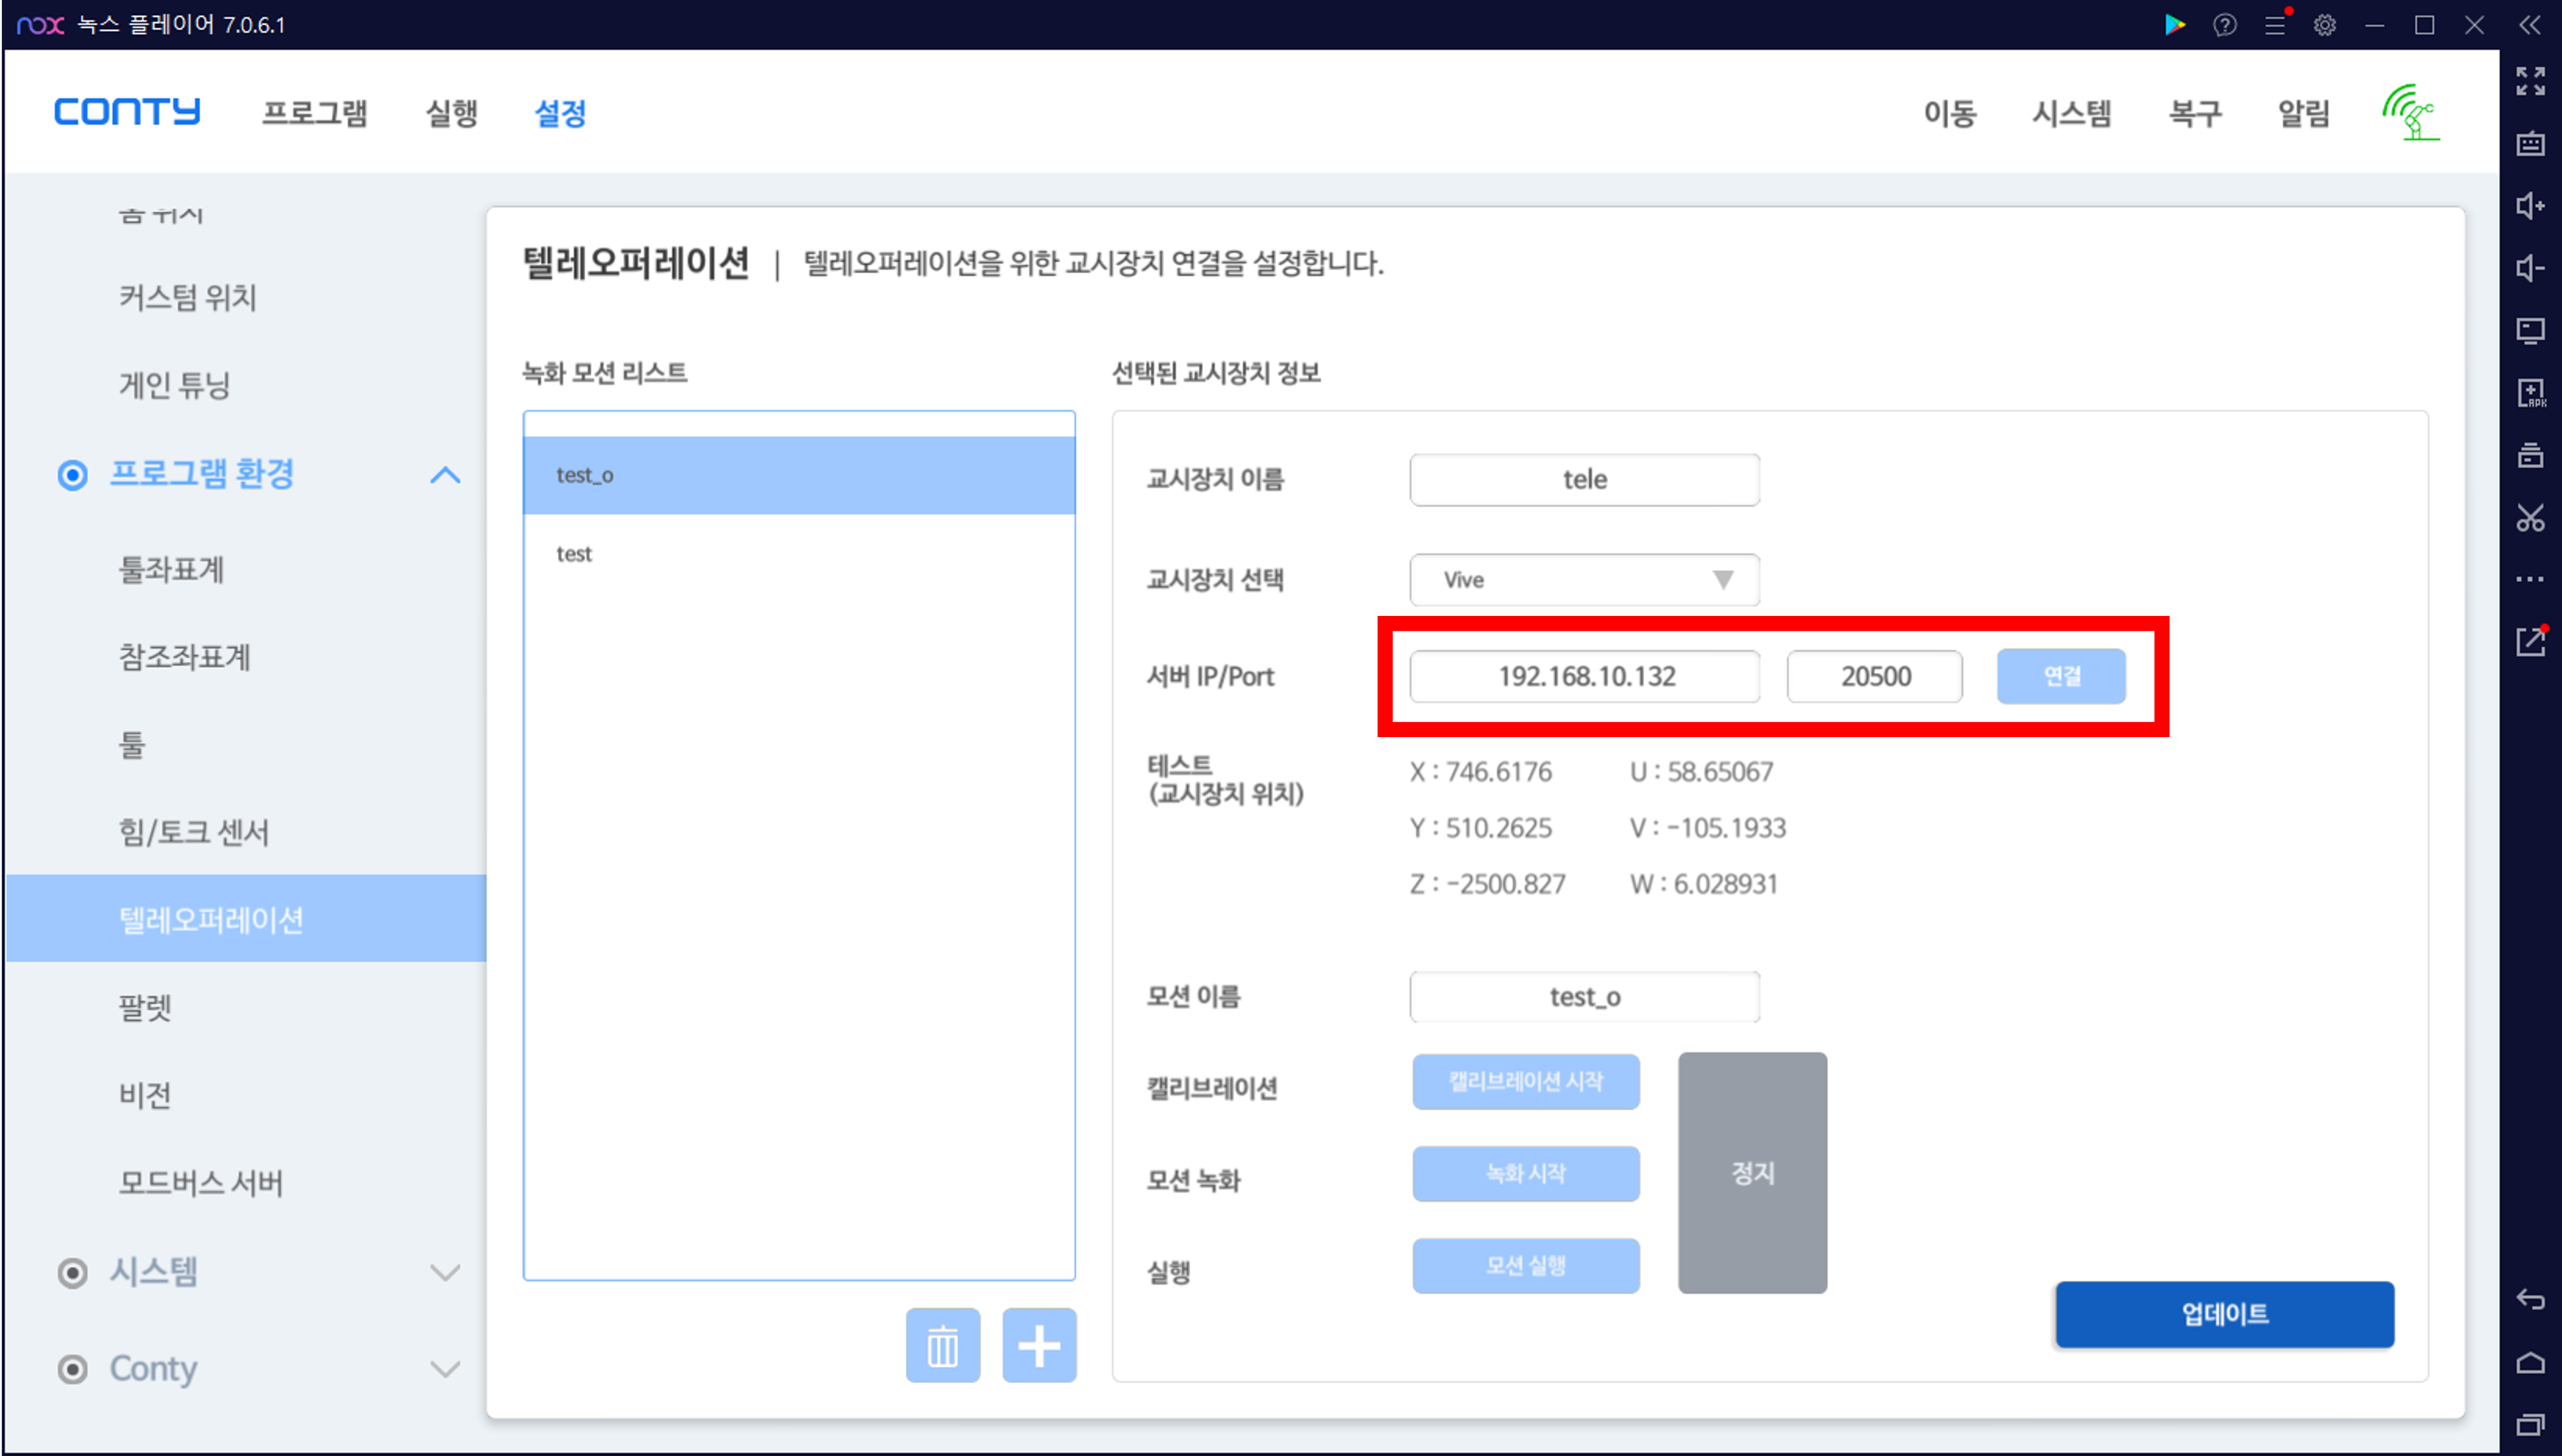 nox 녹스 플레이어 7.0.6.1
CONTY 프로그램 실행 설정 이동 시스템 복구 알림
홈 위치
커스텀 위치
게인 튜닝
프로그램 환경
툴좌표계
참조좌표계
툴
힘/토크 센서
텔레오퍼레이션
팔렛
비전
모드버스 서버
시스템
Conty
텔레오퍼레이션 | 텔레오퍼레이션을 위한 교시장치 연결을 설정합니다.
녹화 모션 리스트
test_o
test
선택된 교시장치 정보
교시장치 이름 tele
교시장치 선택 Vive
서버 IP/Port 192.168.10.132 20500 연결
테스트
(교시장치 위치)
X : 746.6176 U : 58.65067
Y : 510.2625 V : -105.1933
Z : -2500.827 W : 6.028931
모션 이름 test_o
캘리브레이션 캘리브레이션 시작
모션 녹화 녹화 시작
정지
실행 모션 실행
업데이트
APK